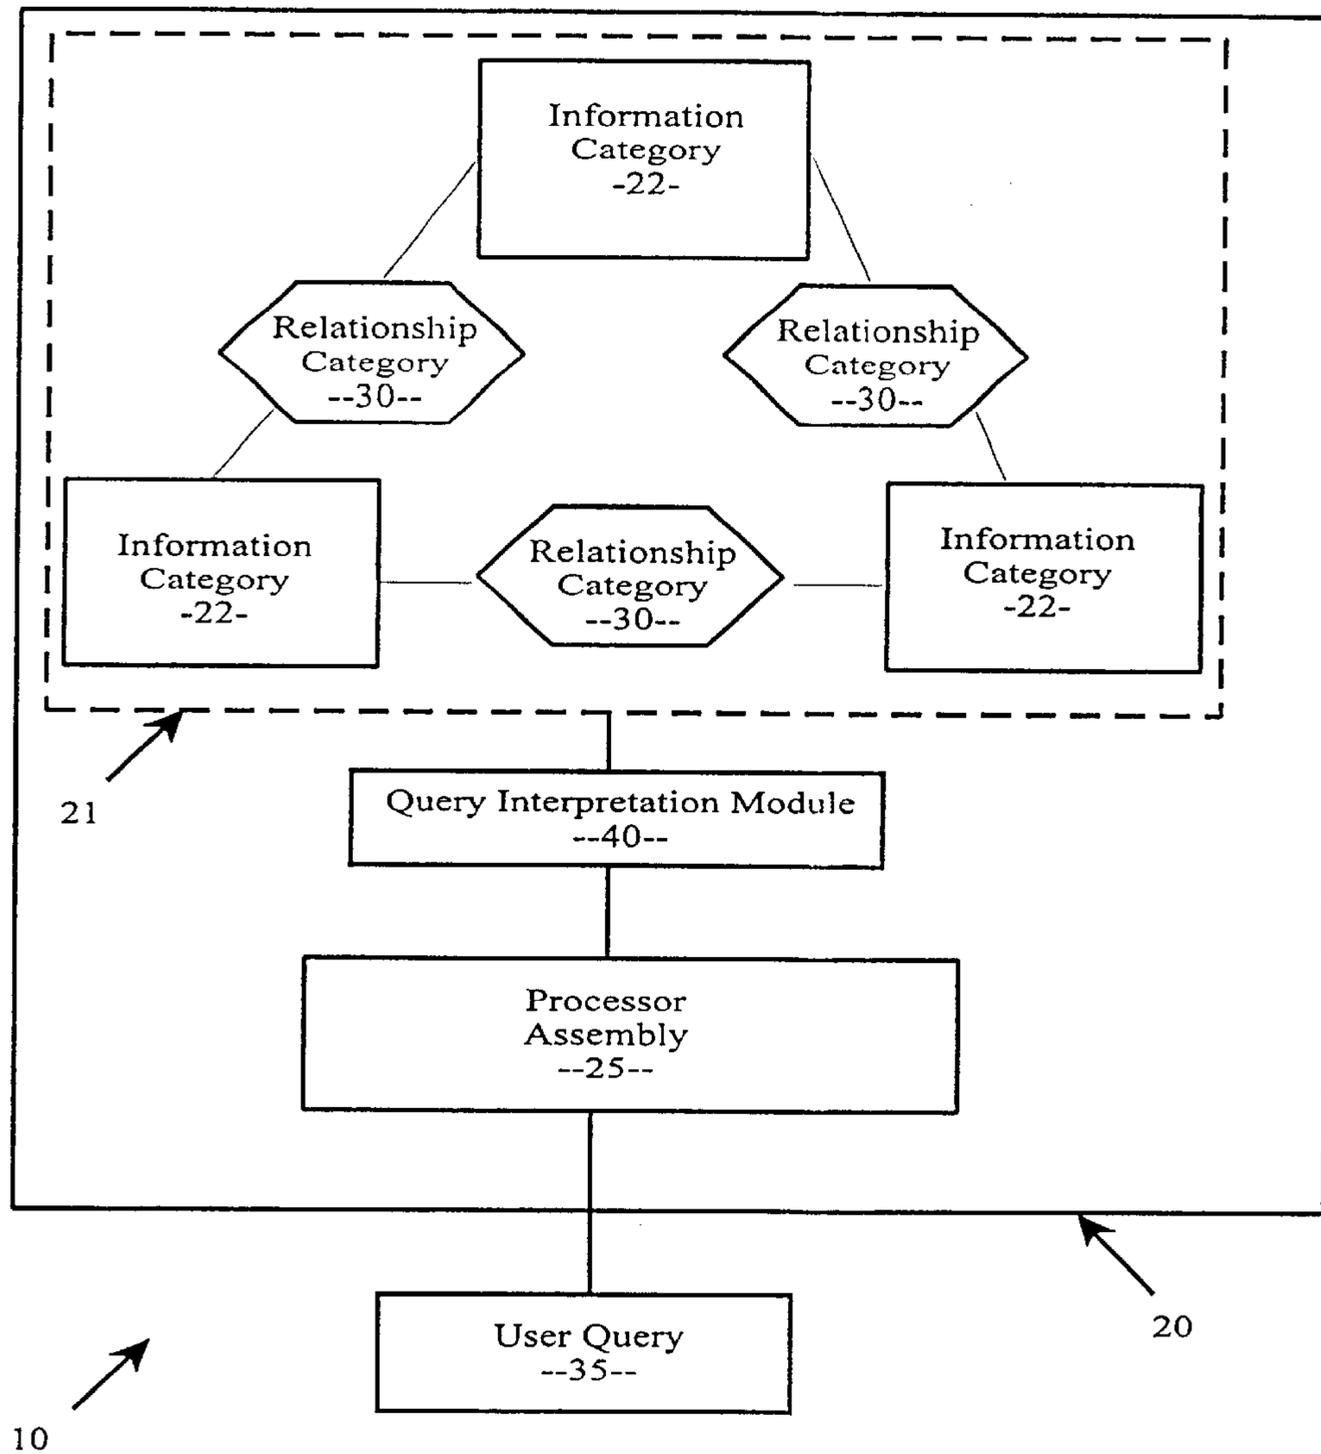 Information
Category
-22-
Relationship
Category
--30--
Relationship
Category
--30--
Information
Category
-22-
Relationship
Category
--30--
Information
Category
-22-
21
Query Interpretation Module
--40--
Processor
Assembly
--25--
20
User Query
--35--
10